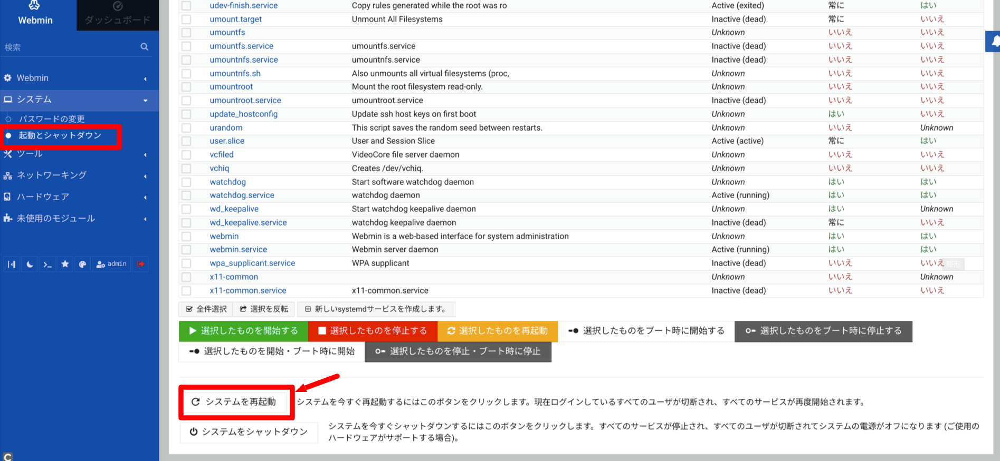 Webmin
ダッシュボード
検索
Webmin
システム
パスワードの変更
起動とシャットダウン
ツール
ネットワーキング
ハードウェア
未使用のモジュール
admin
udev-finish.service Copy rules generated while the root was ro Active (exited) 常に はい
umount.target Unmount All Filesystems Inactive (dead) 常に いいえ
umountfs Unknown いいえ いいえ
umountfs.service umountfs.service Inactive (dead) いいえ いいえ
umountnfs.service umountnfs.service Inactive (dead) いいえ いいえ
umountnfs.sh Also unmounts all virtual filesystems (proc, Unknown いいえ いいえ
umountroot Mount the root filesystem read-only. Unknown いいえ いいえ
umountroot.service umountroot.service Inactive (dead) いいえ いいえ
update_hostconfig Update ssh host keys on first boot Unknown はい いいえ
urandom This script saves the random seed between restarts. Unknown いいえ Unknown
user.slice User and Session Slice Active (active) 常に はい
vcfiled VideoCore file server daemon Unknown いいえ いいえ
vchiq Creates /dev/vchiq. Unknown いいえ いいえ
watchdog Start software watchdog daemon Unknown はい はい
watchdog.service watchdog daemon Active (running) はい はい
wd_keepalive Start watchdog keepalive daemon Unknown はい Unknown
wd_keepalive.service watchdog keepalive daemon Inactive (dead) 常に いいえ
webmin Webmin is a web-based interface for system administration Unknown はい はい
webmin.service Webmin server daemon Active (running) はい はい
wpa_supplicant.service WPA supplicant Inactive (dead) いいえ いいえ
矩形
x11-common Unknown いいえ Unknown
x11-common.service x11-common.service Inactive (dead) いいえ いいえ
全件選択 選択を反転 新しいsystemdサービスを作成します。
選択したものを開始する 選択したものを停止する 選択したものを再起動 選択したものをブート時に開始する 選択したものをブート時に停止する
選択したものを開始・ブート時に開始 選択したものを停止・ブート時に停止
システムを再起動 システムを今すぐ再起動するにはこのボタンをクリックします。現在ログインしているすべてのユーザが切断され、すべてのサービスが再度開始されます。
システムをシャットダウン システムを今すぐシャットダウンするにはこのボタンをクリックします。すべてのサービスが停止され、すべてのユーザが切断されてシステムの電源がオフになります (ご使用の
ハードウェアがサポートする場合)。